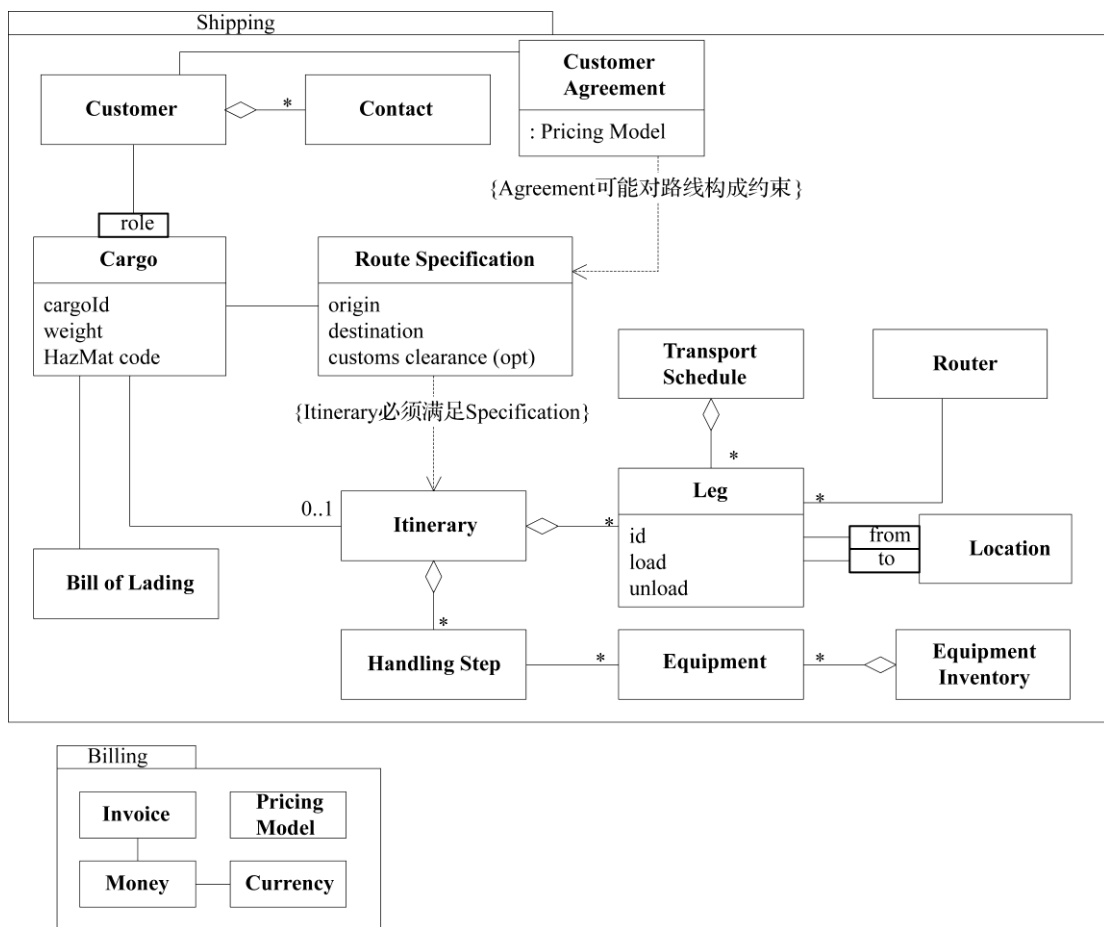 Shipping
Customer
Agreement
: Pricing Model
Customer
*
Contact
{Agreement可能对路线构成约束}
role
Cargo
cargoId
weight
HazMat code
Route Specification
origin
destination
customs clearance (opt)
Transport
Schedule
Router
{Itinerary必须满足Specification}
*
Leg
id
load
unload
*
from
to
Location
0..1
Itinerary
*
Bill of Lading
*
Handling Step
*
Equipment
*
Equipment
Inventory
Billing
Invoice
Pricing
Model
Money
Currency